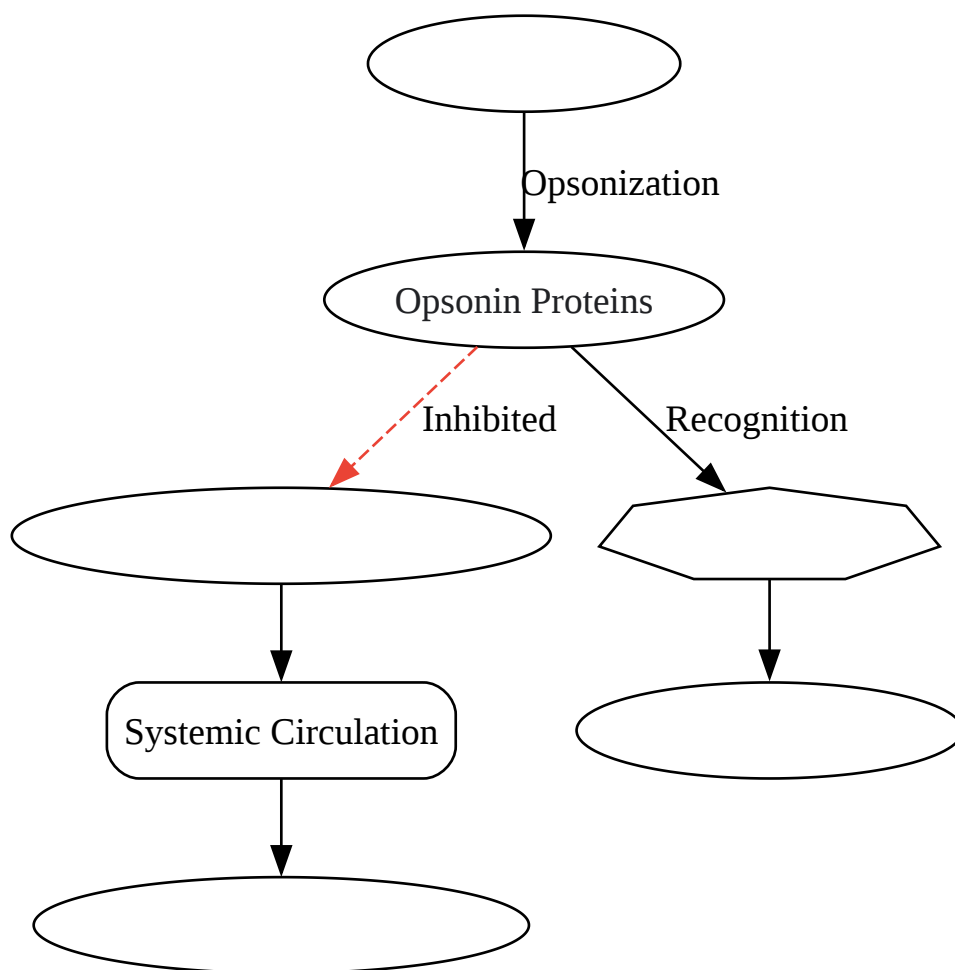 Opsonization
Opsonin Proteins
Inhibited
Recognition
Systemic Circulation